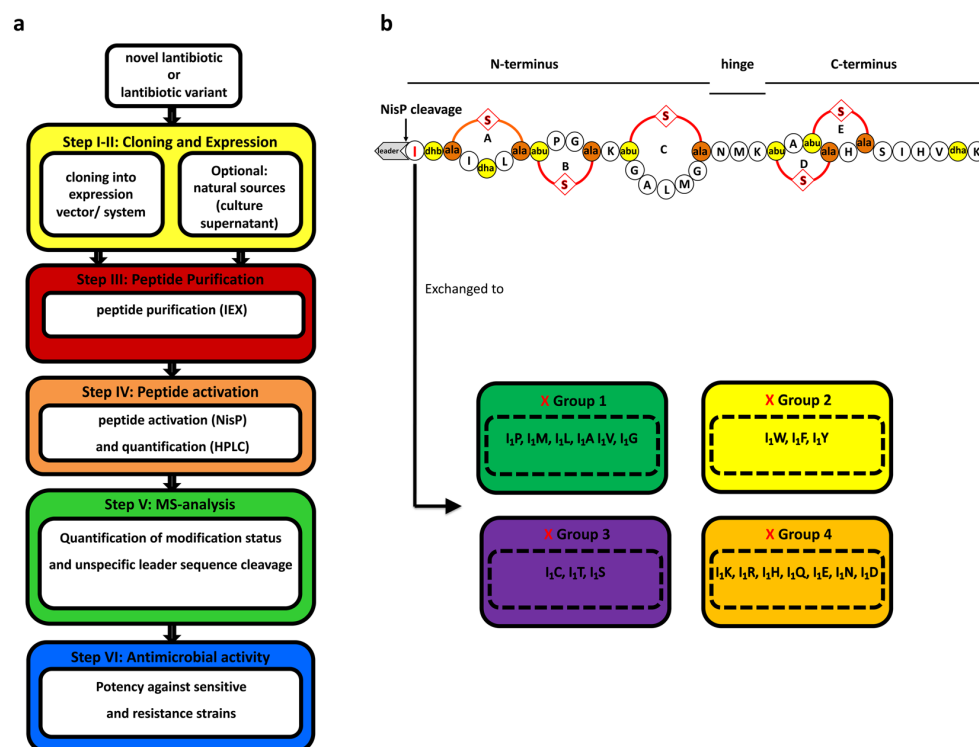 a
novel lantibiotic
or
lantibiotic variant
Step I-II: Cloning and Expression
cloning into
expression
vector/ system
Optional:
natural sources
(culture
supernatant)
Step III: Peptide Purification
peptide purification (IEX)
Step IV: Peptide activation
peptide activation (NisP)
and quantification (HPLC)
Step V: MS-analysis
Quantification of modification status
and unspecific leader sequence cleavage
Step VI: Antimicrobial activity
Potency against sensitive
and resistance strains
b
N-terminus
hinge
C-terminus
NisP cleavage
leader
I
dhb
ala
I
dha
L
ala
S
A
abu
P
G
ala
B
S
K
abu
G
A
L
M
G
ala
S
C
N
M
K
abu
A
abu
ala
H
ala
S
E
D
S
S
I
H
V
dha
K
Exchanged to
X Group 1
I₁P, I₁M, I₁L, I₁A I₁V, I₁G
X Group 2
I₁W, I₁F, I₁Y
X Group 3
I₁C, I₁T, I₁S
X Group 4
I₁K, I₁R, I₁H, I₁Q, I₁E, I₁N, I₁D